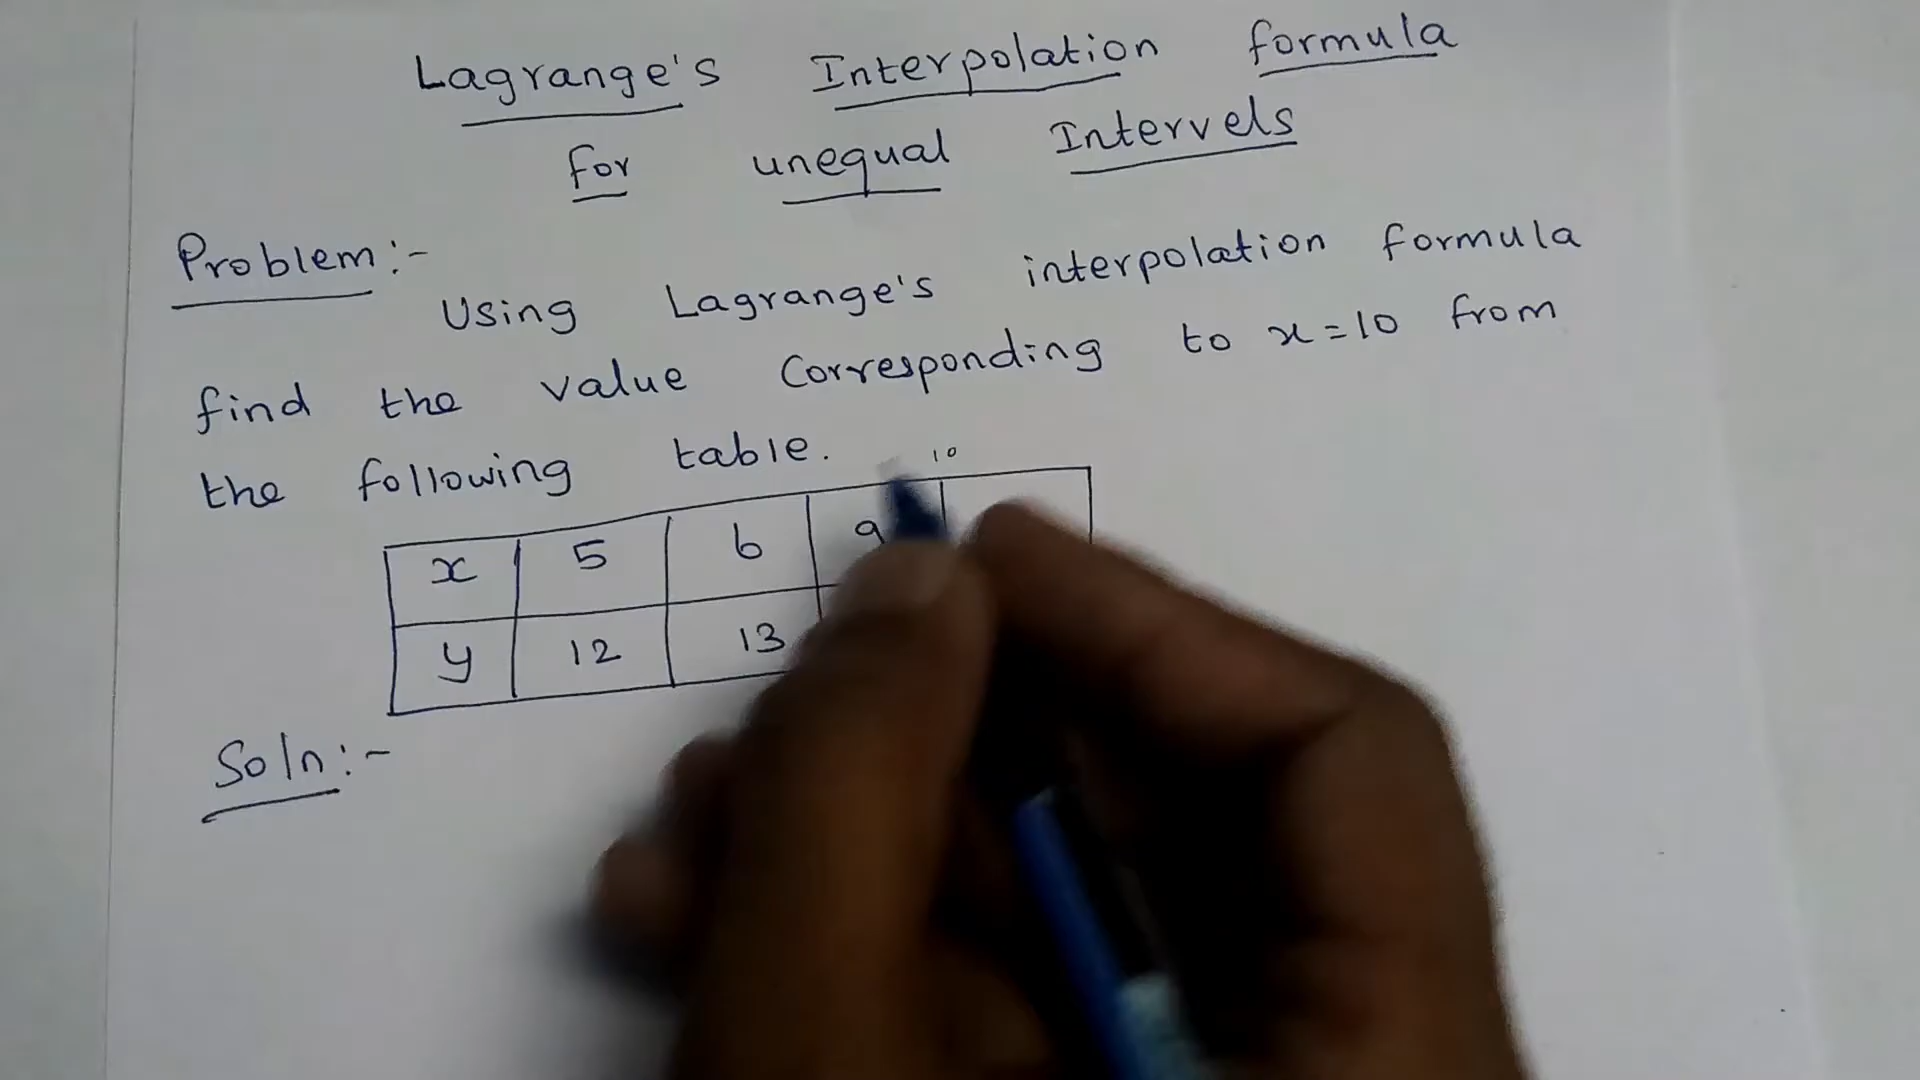 Lagrange's Interpolation formula
for unequal Intervels
Problem:-
Using Lagrange's interpolation formula
find the value Corresponding to x=10 from
the following table.
10
x 5 6 9
y 12 13
Soln:-